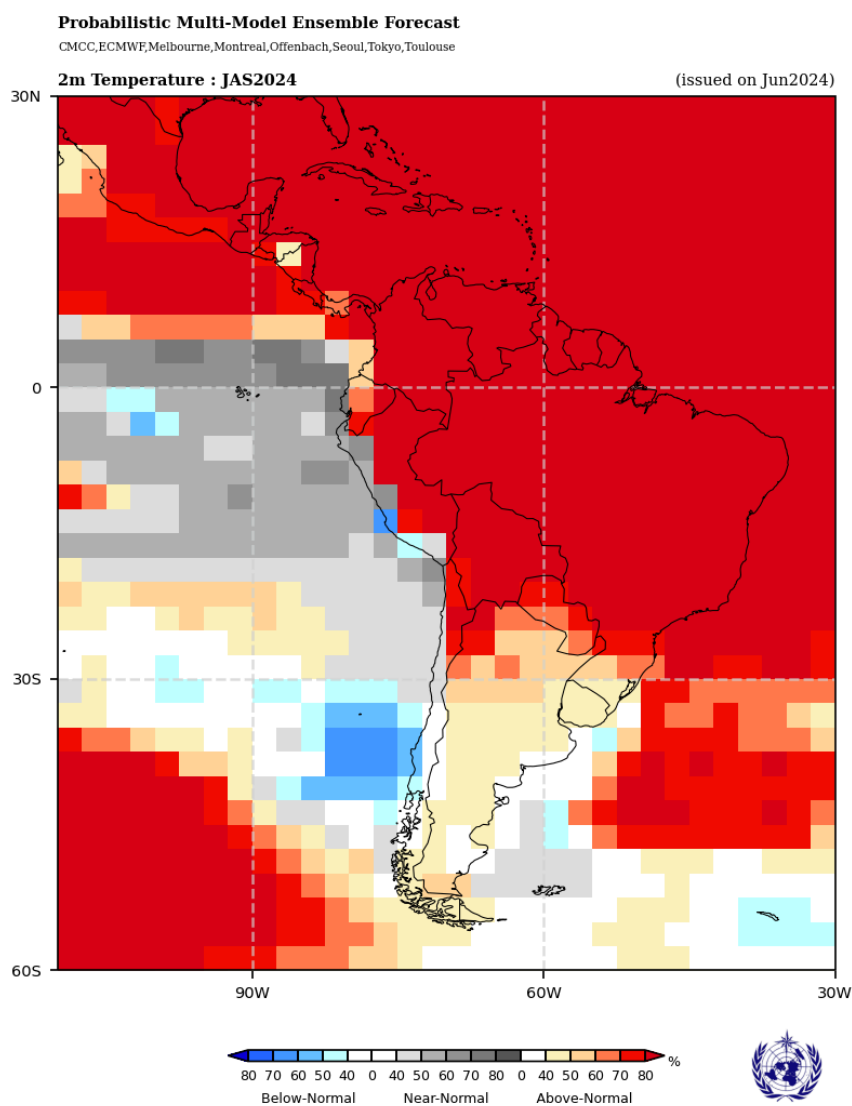 Probabilistic Multi-Model Ensemble Forecast
CMCC,ECMWF,Melbourne,Montreal,Offenbach,Seoul,Tokyo,Toulouse
2m Temperature : JAS2024 (issued on Jun2024)
30N
0
30S
60S
90W 60W 30W
80 70 60 50 40 0 40 50 60 70 80 0 40 50 60 70 80 %
Below-Normal Near-Normal Above-Normal